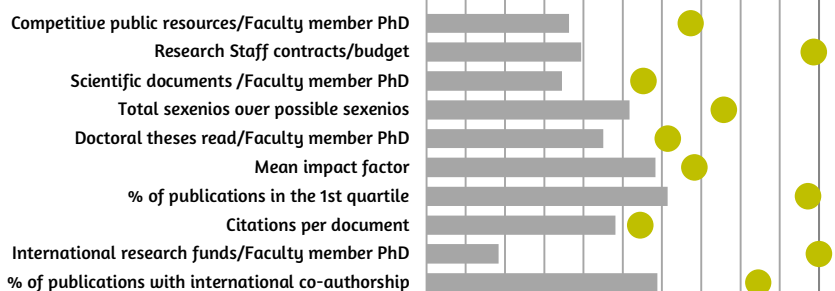 Competitive public resources/Faculty member PhD
Research Staff contracts/budget
Scientific documents /Faculty member PhD
Total sexenios over possible sexenios
Doctoral theses read/Faculty member PhD
Mean impact factor
% of publications in the 1st quartile
Citations per document
International research funds/Faculty member PhD
% of publications with international co-authorship